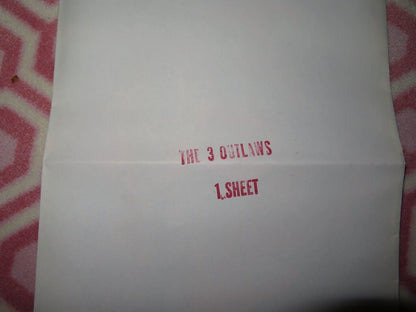 THE 3 OUTLAWS
1 SHEET